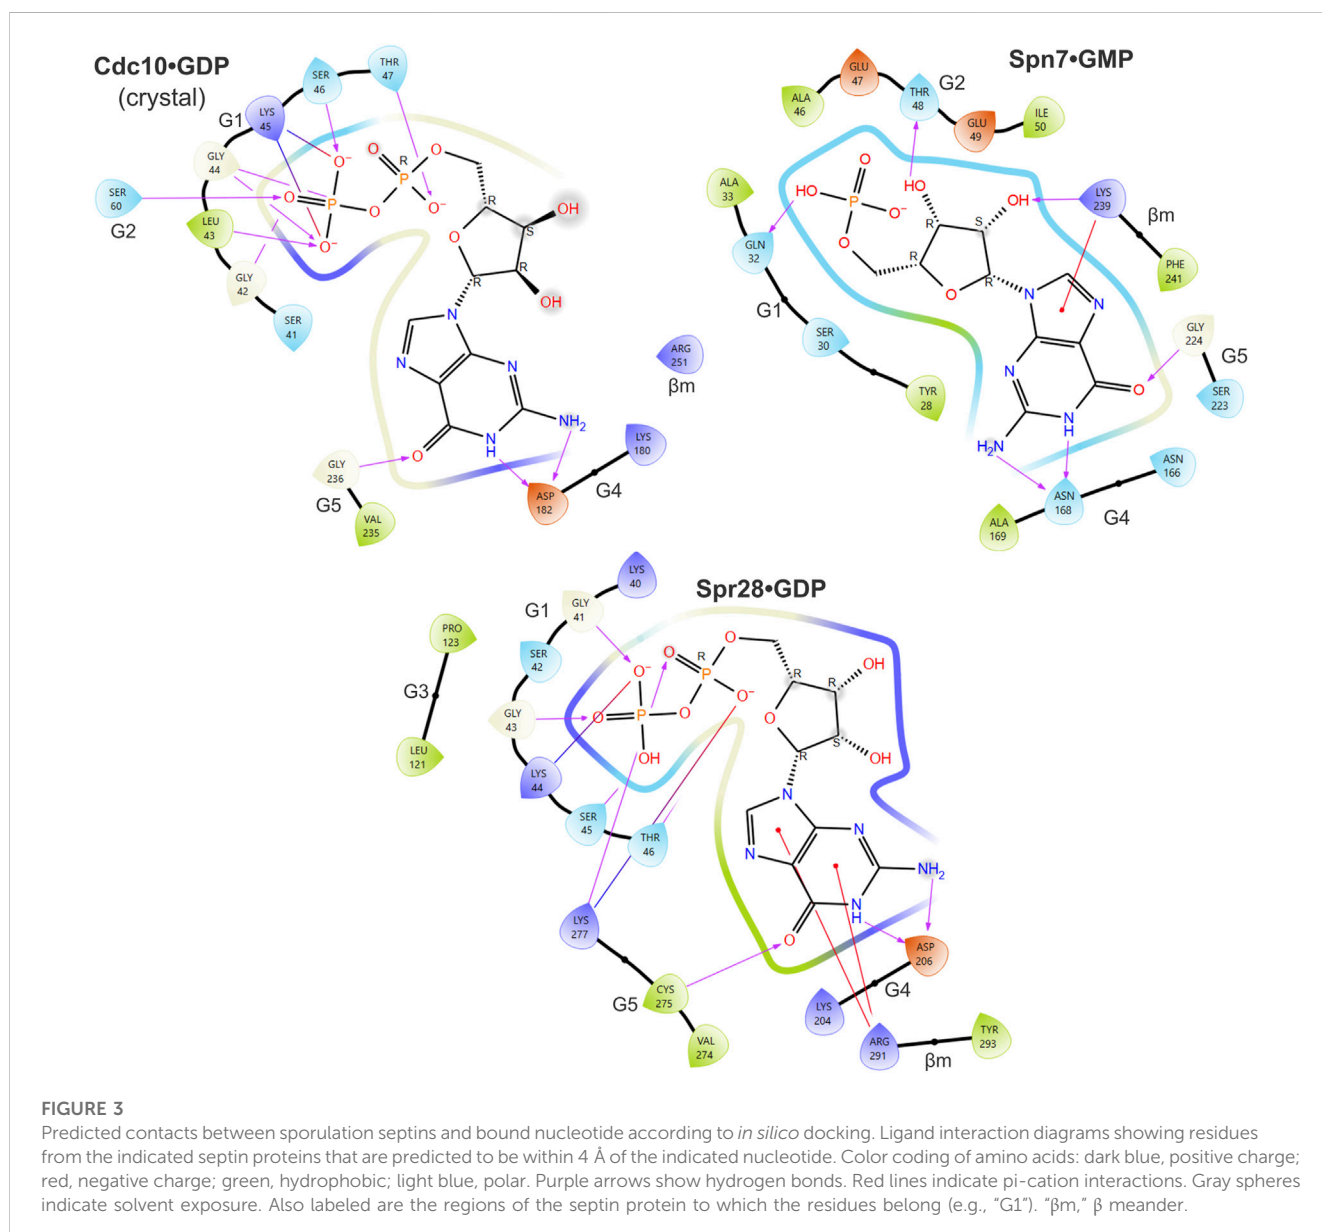 Cdc10•GDP
(crystal)
G1
SER
46
THR
47
LYS
45
GLY
44
SER
60
G2
LEU
43
GLY
42
SER
41
O
O⁻
O
P
O
O⁻
O
R
P
O
O⁻
R
OH
S
O
R
R
OH
N
N
N
NH₂
N
H
O
ARG
251
βm
LYS
180
G4
ASP
182
GLY
236
G5
VAL
235
Spn7•GMP
GLU
47
ALA
46
THR
48
G2
GLU
49
ILE
50
ALA
33
GLN
32
G1
SER
30
TYR
28
LYS
239
βm
PHE
241
GLY
224
G5
SER
223
ASN
166
ASN
168
G4
ALA
169
O
HO
P
O⁻
O
HO
OH
R
S
R
R
O
N
N
N
O
NH
H₂N
Spr28•GDP
LYS
40
G1
GLY
41
SER
42
PRO
123
G3
LEU
121
GLY
43
LYS
44
SER
45
THR
46
LYS
277
G5
CYS
275
VAL
274
O
O
R
P
O⁻
O⁻
O
P
O
OH
R
R
OH
O
S
R
OH
N
N
N
NH₂
N
H
O
ASP
206
G4
LYS
204
ARG
291
βm
TYR
293
FIGURE 3
Predicted contacts between sporulation septins and bound nucleotide according to in silico docking. Ligand interaction diagrams showing residues
from the indicated septin proteins that are predicted to be within 4 Å of the indicated nucleotide. Color coding of amino acids: dark blue, positive charge;
red, negative charge; green, hydrophobic; light blue, polar. Purple arrows show hydrogen bonds. Red lines indicate pi-cation interactions. Gray spheres
indicate solvent exposure. Also labeled are the regions of the septin protein to which the residues belong (e.g., “G1”). “βm,” β meander.